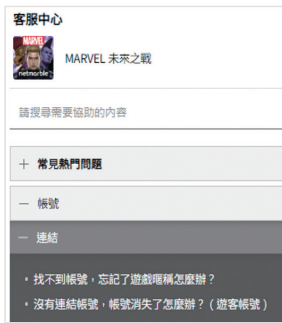 客服中心
MARVEL
netmarble
MARVEL 未來之戰
請搜尋需要協助的內容
+ 常見熱門問題
— 帳號
— 連結
• 找不到帳號，忘記了遊戲暱稱怎麼辦？
• 沒有連結帳號，帳號消失了怎麼辦？（遊客帳號）